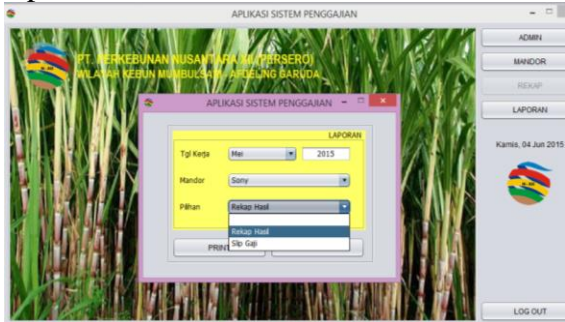 APLIKASI SISTEM PENGGAJIAN
PT. PERKEBUNAN NUSANTARA XII (PERSERO)
WILAYAH KEBUN MUMBULSARI - AFDELING GARUDA
ADMIN
MANDOR
REKAP
LAPORAN
Kamis, 04 Jun 2015
APLIKASI SISTEM PENGGAJIAN
LAPORAN
Tgl Kerja Mei 2015
Mandor Sony
Pilihan Rekap Hasil
Rekap Hasil
Slip Gaji
LOG OUT